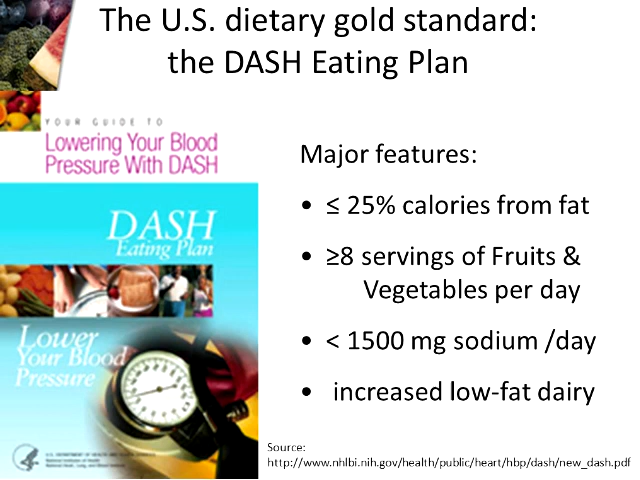 The U.S. dietary gold standard:
the DASH Eating Plan
YOUR GUIDE TO
Lowering Your Blood
Pressure With DASH
DASH
Eating Plan
Lower
Your Blood
Pressure
Major features:
• ≤ 25% calories from fat
• ≥8 servings of Fruits &
Vegetables per day
• < 1500 mg sodium /day
• increased low-fat dairy
Source:
http://www.nhlbi.nih.gov/health/public/heart/hbp/dash/new_dash.pdf